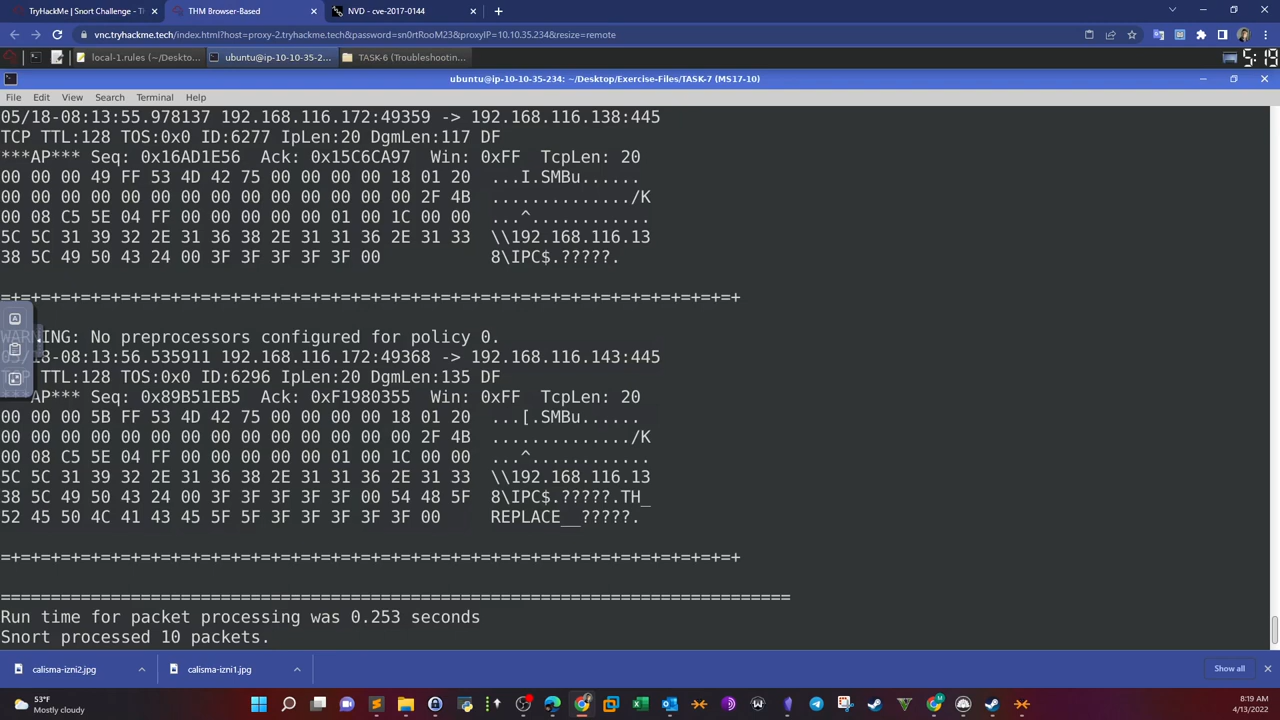 TryHackMe | Snort Challenge - Th
THM Browser-Based
NVD - cve-2017-0144
vnc.tryhackme.tech/index.html?host=proxy-2.tryhackme.tech&password=sn0rtRooM23&proxyIP=10.10.35.234&resize=remote
local-1.rules (~/Deskto...
ubuntu@ip-10-10-35-2...
TASK-6 (Troubleshootin...
5:19
ubuntu@ip-10-10-35-234: ~/Desktop/Exercise-Files/TASK-7 (MS17-10)
File Edit View Search Terminal Help
05/18-08:13:55.978137 192.168.116.172:49359 -> 192.168.116.138:445
TCP TTL:128 TOS:0x0 ID:6277 IpLen:20 DgmLen:117 DF
***AP*** Seq: 0x16AD1E56  Ack: 0x15C6CA97  Win: 0xFF  TcpLen: 20
00 00 00 49 FF 53 4D 42 75 00 00 00 00 18 01 20  ...I.SMBu......
00 00 00 00 00 00 00 00 00 00 00 00 00 00 2F 4B  ............../K
00 08 C5 5E 04 FF 00 00 00 00 00 01 00 1C 00 00  ...^............
5C 5C 31 39 32 2E 31 36 38 2E 31 31 36 2E 31 33  \\192.168.116.13
38 5C 49 50 43 24 00 3F 3F 3F 3F 3F 00  8\IPC$.?????.
=+=+=+=+=+=+=+=+=+=+=+=+=+=+=+=+=+=+=+=+=+=+=+=+=+=+=+=+=+=+=+=+=+=+=+=+=+
WARNING: No preprocessors configured for policy 0.
05/18-08:13:56.535911 192.168.116.172:49368 -> 192.168.116.143:445
TCP TTL:128 TOS:0x0 ID:6296 IpLen:20 DgmLen:135 DF
***AP*** Seq: 0x89B51EB5  Ack: 0xF1980355  Win: 0xFF  TcpLen: 20
00 00 00 5B FF 53 4D 42 75 00 00 00 00 18 01 20  ...[.SMBu......
00 00 00 00 00 00 00 00 00 00 00 00 00 00 2F 4B  ............../K
00 08 C5 5E 04 FF 00 00 00 00 00 01 00 1C 00 00  ...^............
5C 5C 31 39 32 2E 31 36 38 2E 31 31 36 2E 31 33  \\192.168.116.13
38 5C 49 50 43 24 00 3F 3F 3F 3F 3F 00 54 48 5F  8\IPC$.?????.TH_
52 45 50 4C 41 43 45 5F 5F 3F 3F 3F 3F 3F 00  REPLACE__?????.
=+=+=+=+=+=+=+=+=+=+=+=+=+=+=+=+=+=+=+=+=+=+=+=+=+=+=+=+=+=+=+=+=+=+=+=+=+
===============================================================================
Run time for packet processing was 0.253 seconds
Snort processed 10 packets.
calisma-izni2.jpg
calisma-izni1.jpg
Show all
53°F
Mostly cloudy
8:19 AM
4/13/2022